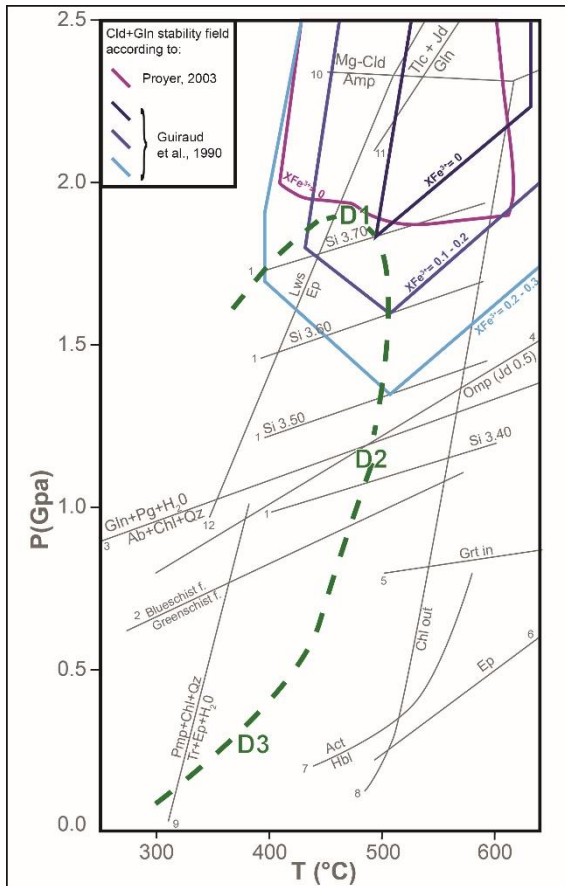 2.5
Cld+Gln stability field
according to:
Proyer, 2003
Guiraud
et al., 1990
10
Mg-Cld
Amp
Tlc + Jd
Gln
11
2.0
XFe³⁺= 0
XFe³⁺= 0
D1
Si 3.70
1
XFe³⁺= 0.1 - 0.2
Lws
Ep
XFe³⁺= 0.2 - 0.3
Si 3.60
1
1.5
4
Omp (Jd 0.5)
Si 3.50
1
D2
Si 3.40
1
Gln+Pg+H₂0
Ab+Chl+Qz
12
3
1.0
P(Gpa)
Grt in
5
2
Blueschist f.
Greenschist f.
Chl out
6
Ep
0.5
Pmp+Chl+Qz
Tr+Ep+H₂0
D3
Act
Hbl
7
8
9
0.0
300
400
500
600
T (°C)